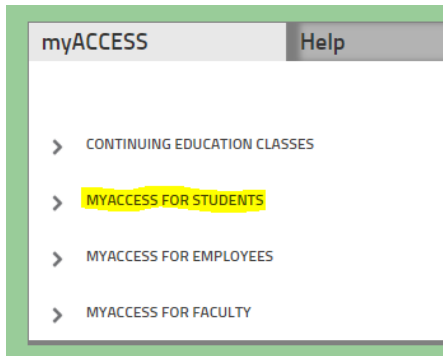 myACCESS Help
CONTINUING EDUCATION CLASSES
MYACCESS FOR STUDENTS
MYACCESS FOR EMPLOYEES
MYACCESS FOR FACULTY